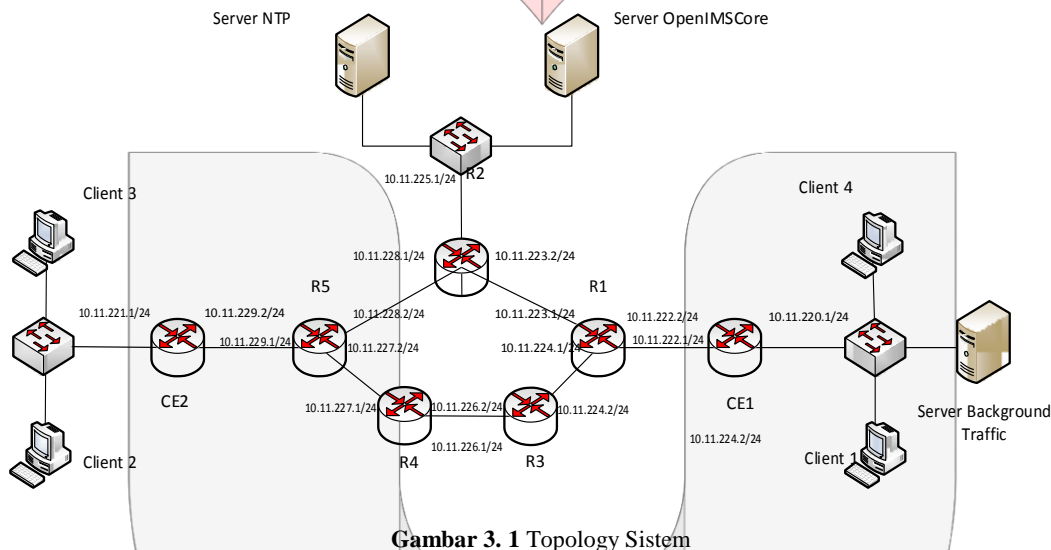 Server NTP
Server OpenIMSCore
R2
10.11.225.1/24
Client 3
Client 4
10.11.228.1/24
10.11.223.2/24
R5
R1
10.11.221.1/24
10.11.229.2/24
10.11.228.2/24
10.11.223.1/24
10.11.222.2/24
10.11.220.1/24
10.11.229.1/24
10.11.227.2/24
10.11.224.1/24
10.11.222.1/24
CE2
CE1
10.11.227.1/24
10.11.226.2/24
10.11.224.2/24
Server Background
Traffic
10.11.226.1/24
10.11.224.2/24
R4
R3
Client 2
Client 1
Gambar 3. 1 Topology Sistem